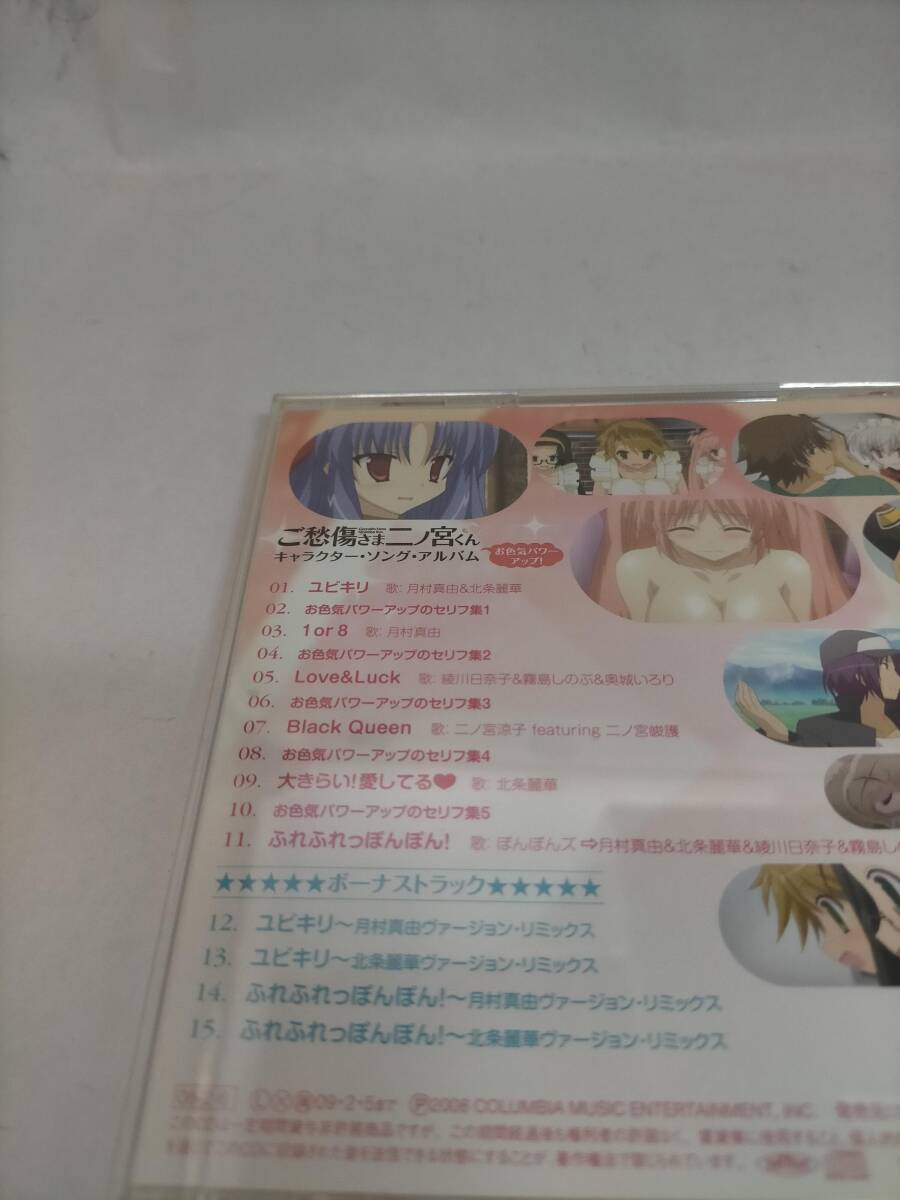 ご愁傷さま二ノ宮くん
キャラクター・ソング・アルバム
お色気パワー
アップ!
01. ユビキリ 歌: 月村真由&北条麗華
02. お色気パワーアップのセリフ集1
03. 1 or 8 歌: 月村真由
04. お色気パワーアップのセリフ集2
05. Love&Luck 歌: 綾川日奈子&霧島しのぶ&奥城いろり
06. お色気パワーアップのセリフ集3
07. Black Queen 歌: 二ノ宮涼子 featuring 二ノ宮峻護
08. お色気パワーアップのセリフ集4
09. 大きらい!愛してる♥ 歌: 北条麗華
10. お色気パワーアップのセリフ集5
11. ふれふれっぽんぽん! 歌: ぽんぽんズ⇨月村真由&北条麗華&綾川日奈子&霧島し
★★★★★ボーナストラック★★★★★
12. ユビキリ〜月村真由ヴァージョン・リミックス
13. ユビキリ〜北条麗華ヴァージョン・リミックス
14. ふれふれっぽんぽん!〜月村真由ヴァージョン・リミックス
15. ふれふれっぽんぽん!〜北条麗華ヴァージョン・リミックス
09・2・5まで Ⓟ2008 COLUMBIA MUSIC ENTERTAINMENT, INC.